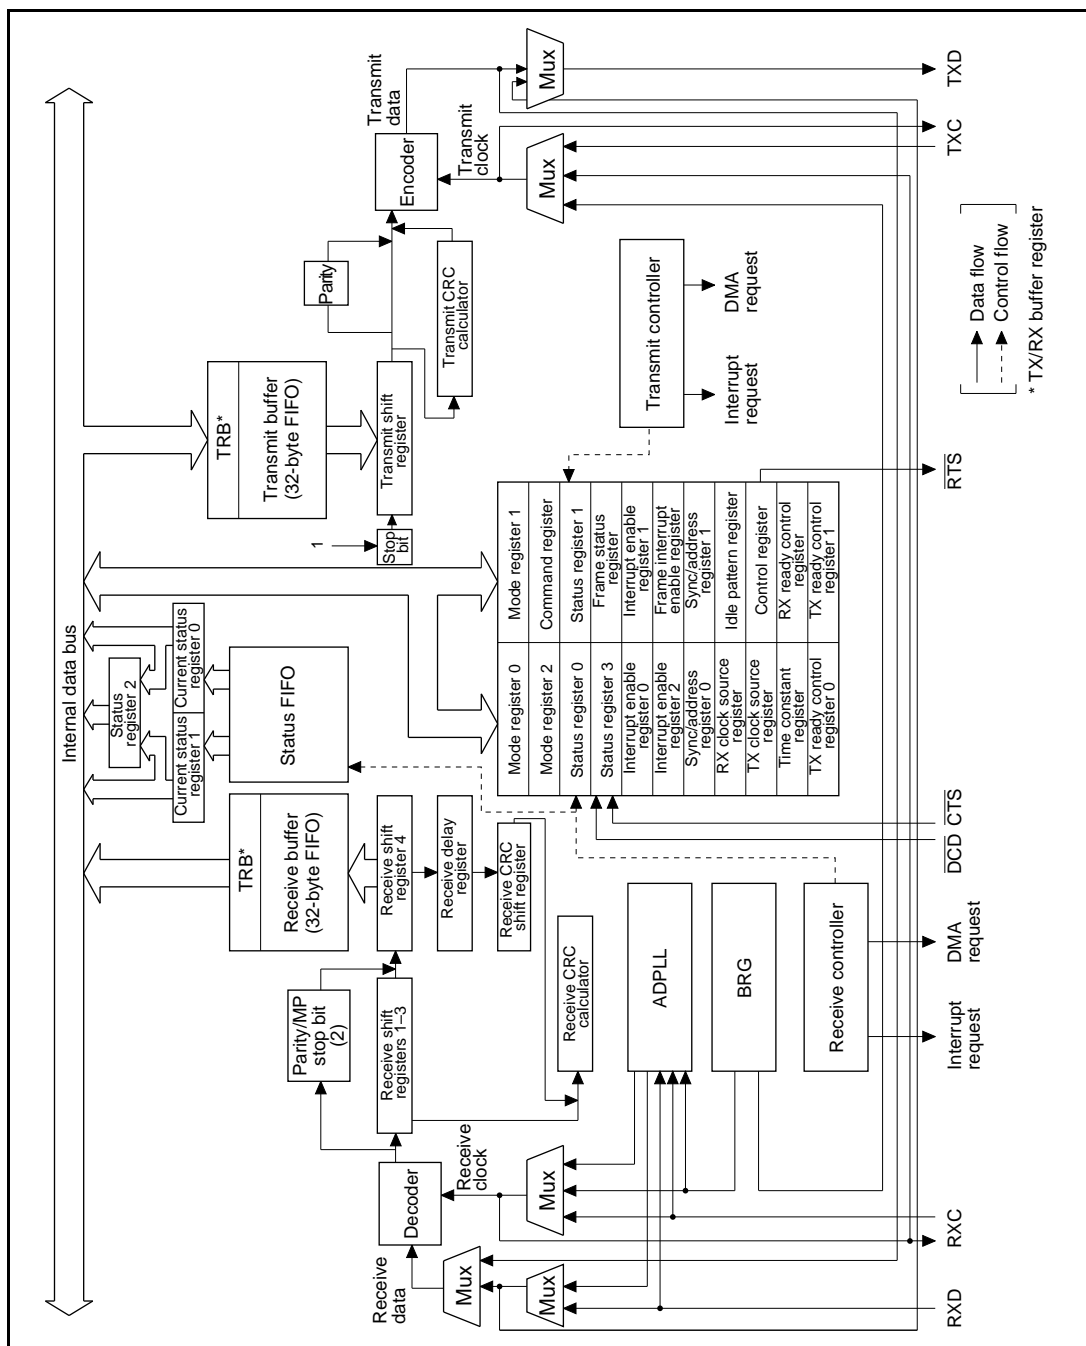 Internal data bus
TRB*
Receive buffer
(32-byte FIFO)
Current status
register 1
Status
register 2
Current status
register 0
Status FIFO
1
Stop
bit
TRB*
Transmit buffer
(32-byte FIFO)
Transmit shift
register
Parity
Transmit CRC
calculator
Encoder
Transmit
data
Transmit
clock
Mux
Mux
Parity/MP
stop bit
(2)
Receive shift
registers 1–3
Receive shift
register 4
Receive delay
register
Receive CRC
shift register
Receive CRC
calculator
Decoder
Receive
data
Receive
clock
Mux
Mux
Mux
ADPLL
BRG
Receive controller
Interrupt
request
DMA
request
Mode register 0
Mode register 1
Mode register 2
Command register
Status register 0
Status register 1
Status register 3
Frame status
register
Interrupt enable
register 0
Interrupt enable
register 1
Interrupt enable
register 2
Frame interrupt
enable register
Sync/address
register 0
Sync/address
register 1
RX clock source
register
Idle pattern register
TX clock source
register
Control register
Time constant
register
RX ready control
register
TX ready control
register 0
TX ready control
register 1
Transmit controller
Interrupt
request
DMA
request
RXD
RXC
DCD
CTS
RTS
TXC
TXD
Data flow
Control flow
* TX/RX buffer register